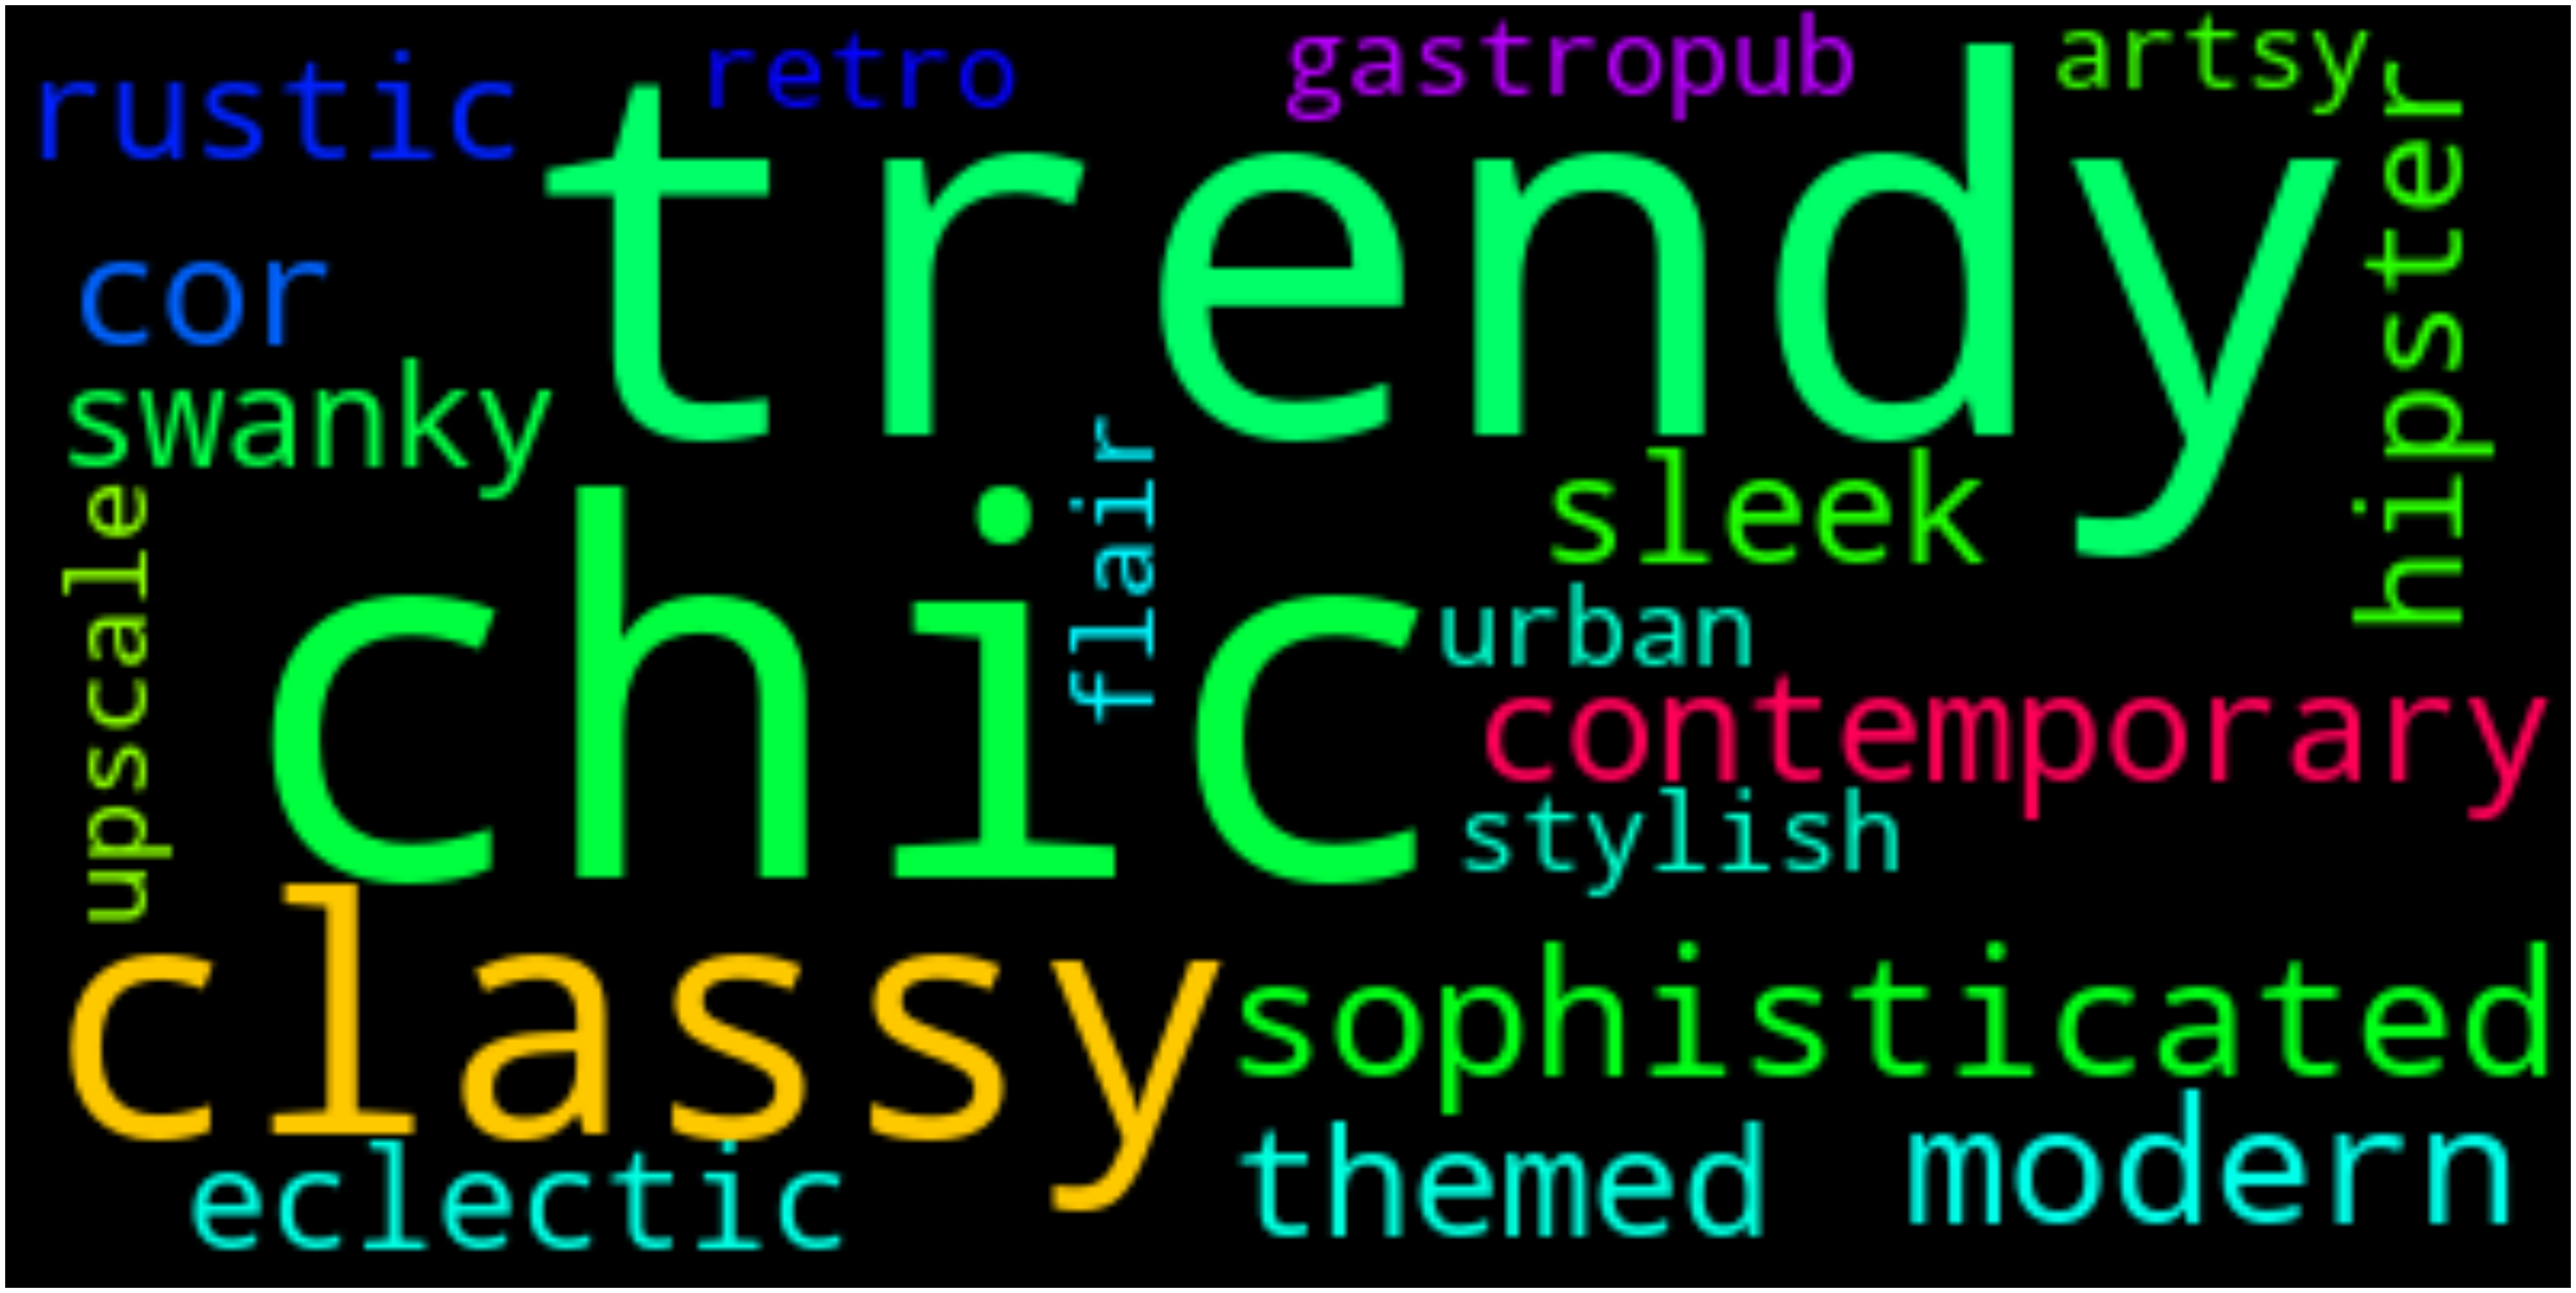 rustic
retro
gastropub
artsy
trendy
hipster
cor
swanky
flair
sleek
chic
upscale
urban
contemporary
stylish
classy
sophisticated
eclectic
themed
modern